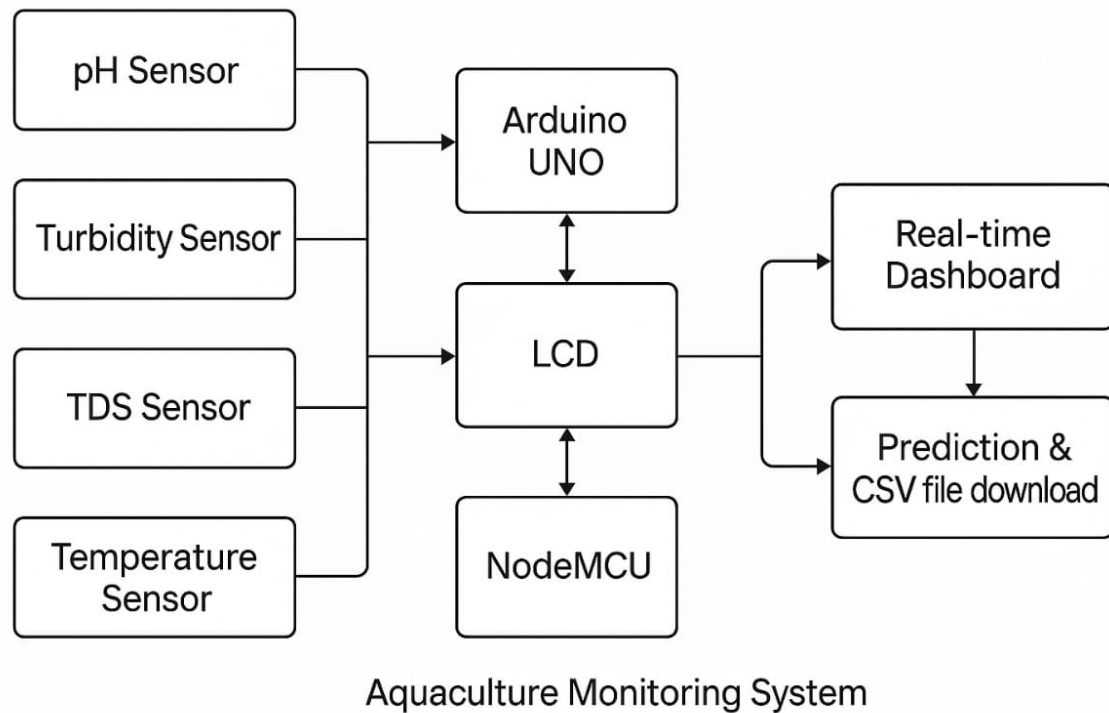 pH Sensor
Turbidity Sensor
TDS Sensor
Temperature
Sensor
Arduino
UNO
LCD
NodeMCU
Real-time
Dashboard
Prediction &
CSV file download
Aquaculture Monitoring System